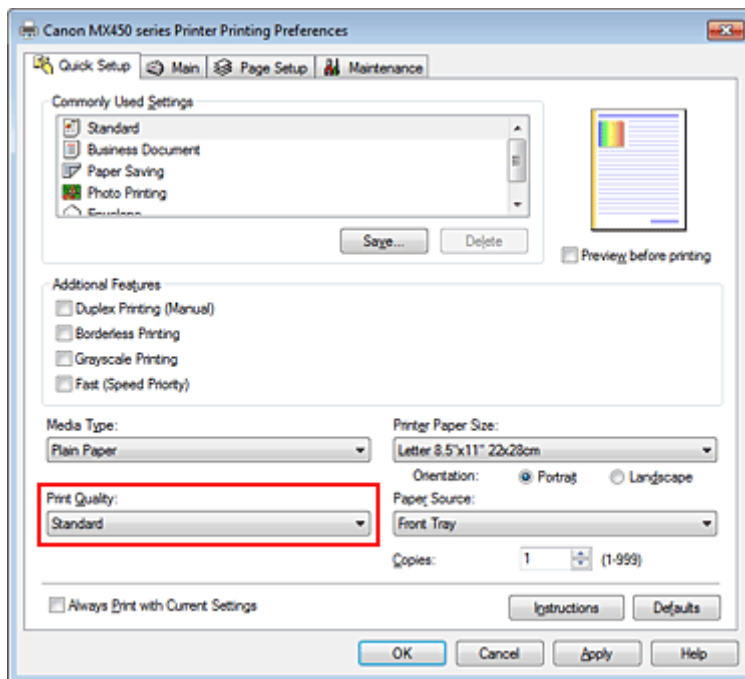 Canon MX450 series Printer Printing Preferences
Quick Setup Main Page Setup Maintenance
Commonly Used Settings
Standard
Business Document
Paper Saving
Photo Printing
Envelope
Save... Delete
Preview before printing
Addtional Features
Duplex Printing (Manual)
Borderless Printing
Grayscale Printing
Fast (Speed Priority)
Media Type: Printer Paper Size:
Plain Paper Letter 8.5"x11" 22x28cm
Orientation: Portrait Landscape
Print Quality: Paper Source:
Standard Front Tray
Copies: 1 (1-999)
Always Print with Current Settings Instructions Defaults
OK Cancel Apply Help